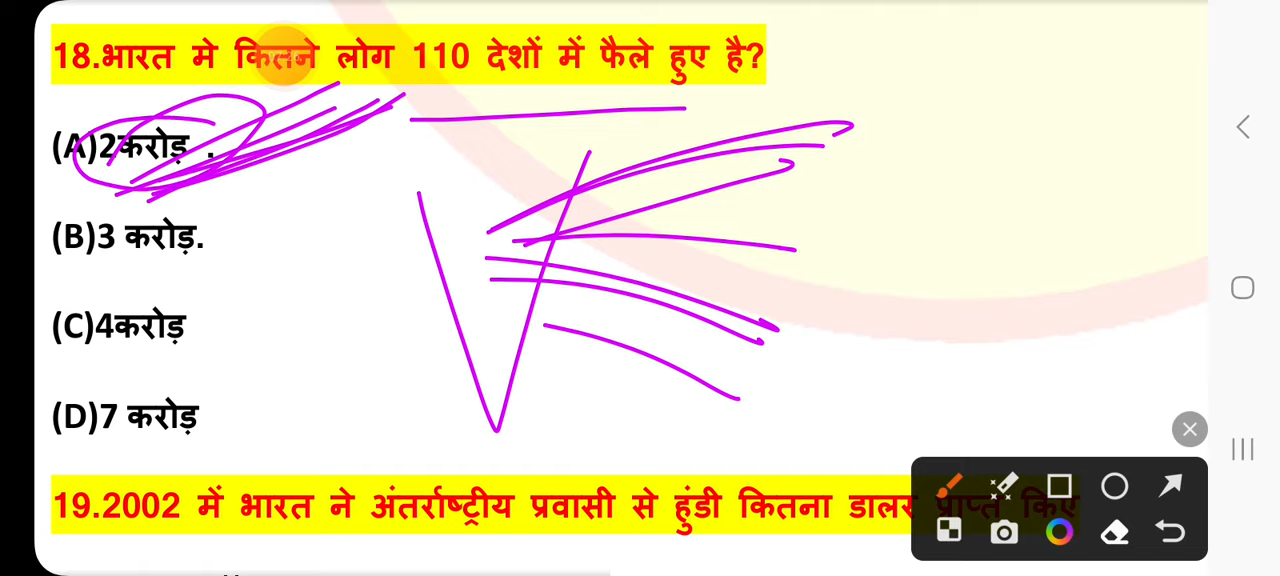 18.भारत मे कितने लोग 110 देशों में फैले हुए है?
(A)2करोड़ .
(B)3 करोड़.
(C)4करोड़
(D)7 करोड़
19.2002 में भारत ने अंतर्राष्ट्रीय प्रवासी से हुंडी कितना डालर प्राप्त किए